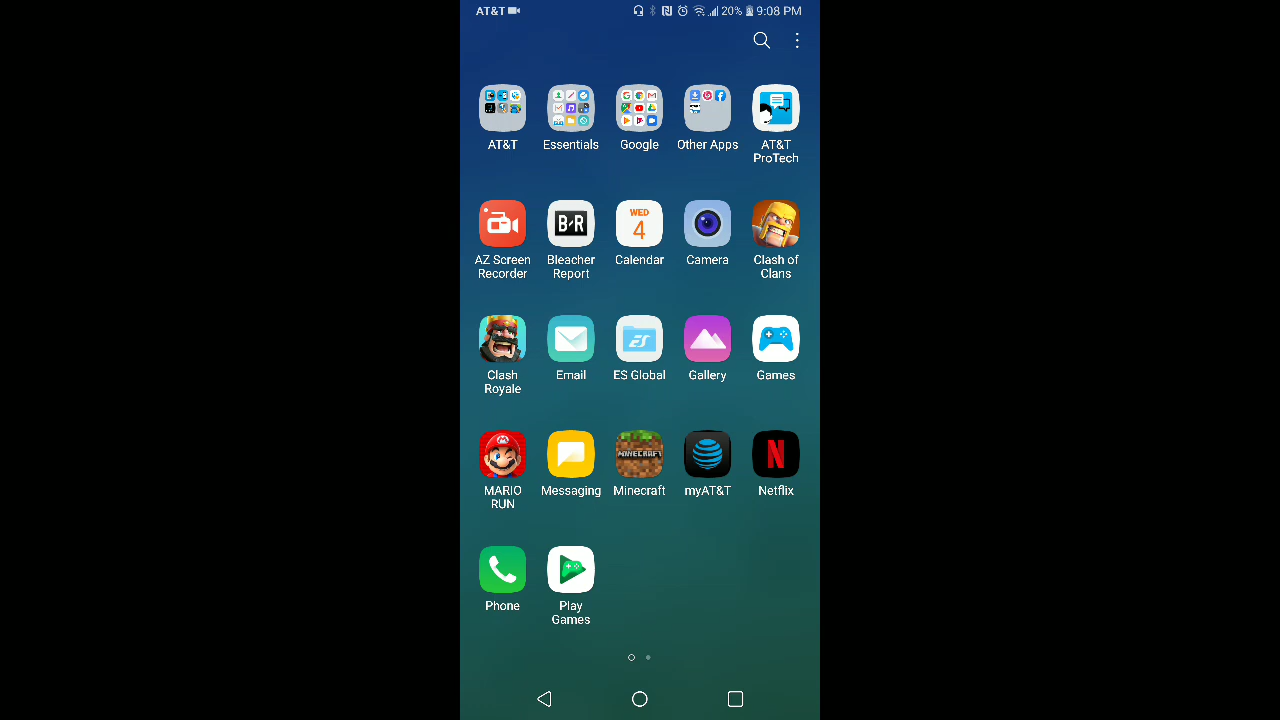 AT&T 20% 9:08 PM
AT&T Essentials Google Other Apps AT&T
ProTech
WED
B/R 4
AZ Screen Bleacher Calendar Camera Clash of
Recorder Report Clans
ES
Clash Email ES Global Gallery Games
Royale
M MINECRAFT N
MARIO Messaging Minecraft myAT&T Netflix
RUN
Phone Play
Games